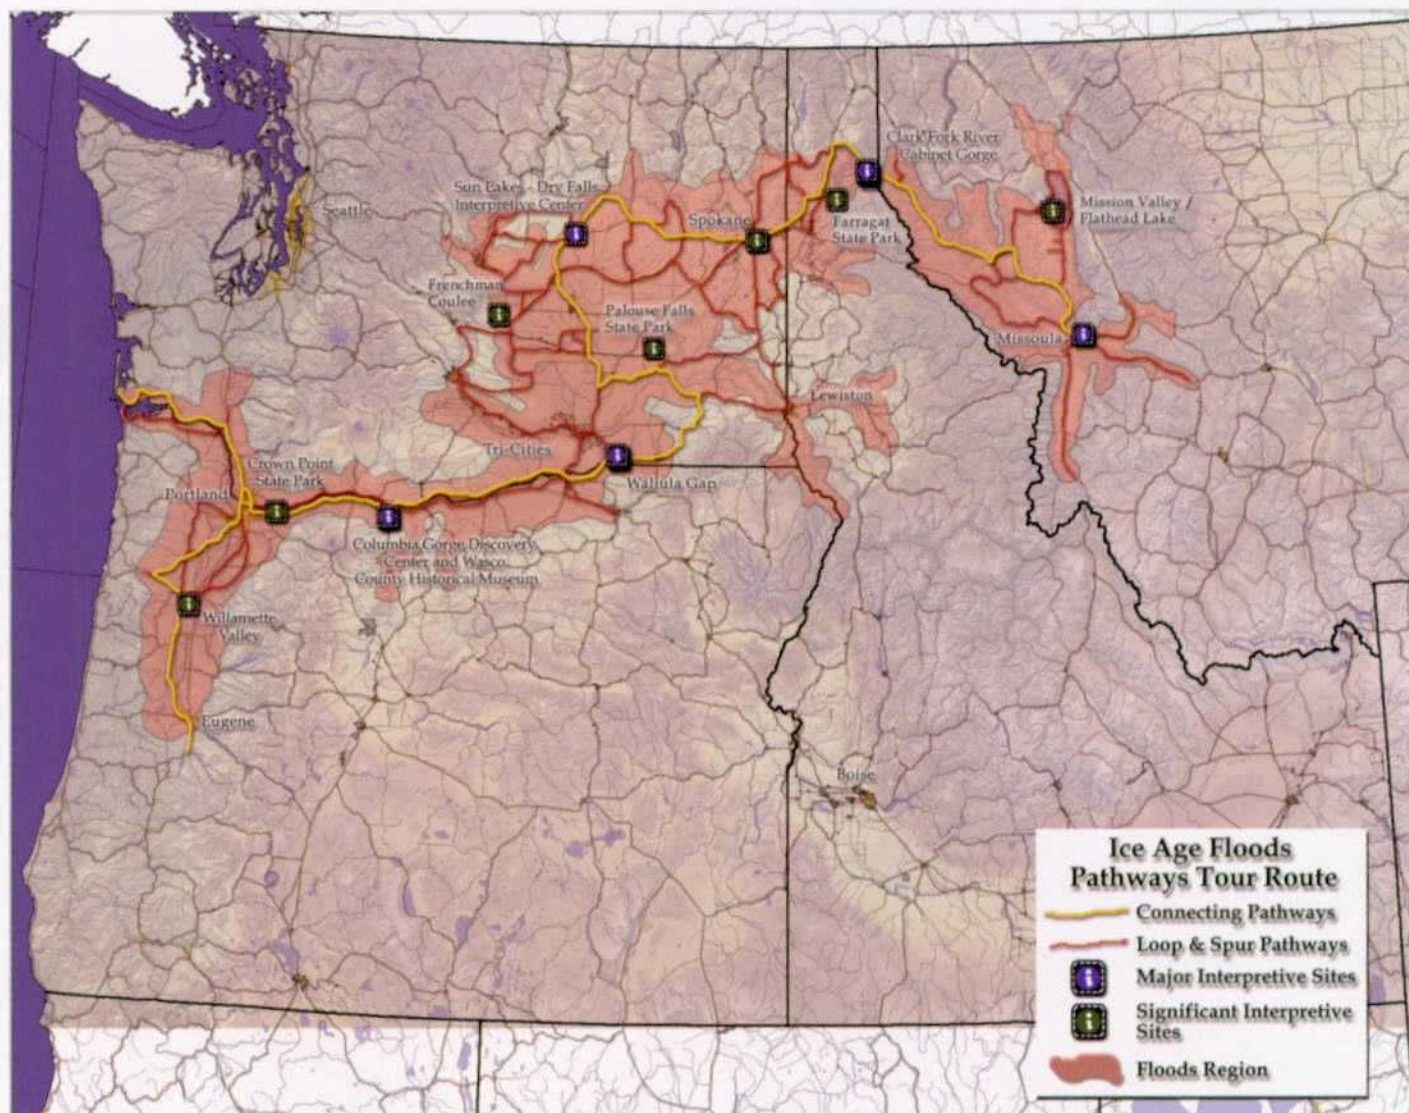 Clark Fork River
Cabinet Gorge
Sun Lakes - Dry Falls
Interpretive Center
Seattle
Spokane
Farragat
State Park
Mission Valley /
Flathead Lake
Frenchman
Coulee
Palouse Falls
State Park
Missoula
Lewiston
Tri-Cities
Wallula Gap
Crown Point
State Park
Portland
Columbia Gorge Discovery
Center and Wasco
County Historical Museum
Willamette
Valley
Eugene
Boise
Ice Age Floods
Pathways Tour Route
Connecting Pathways
Loop & Spur Pathways
Major Interpretive Sites
Significant Interpretive
Sites
Floods Region